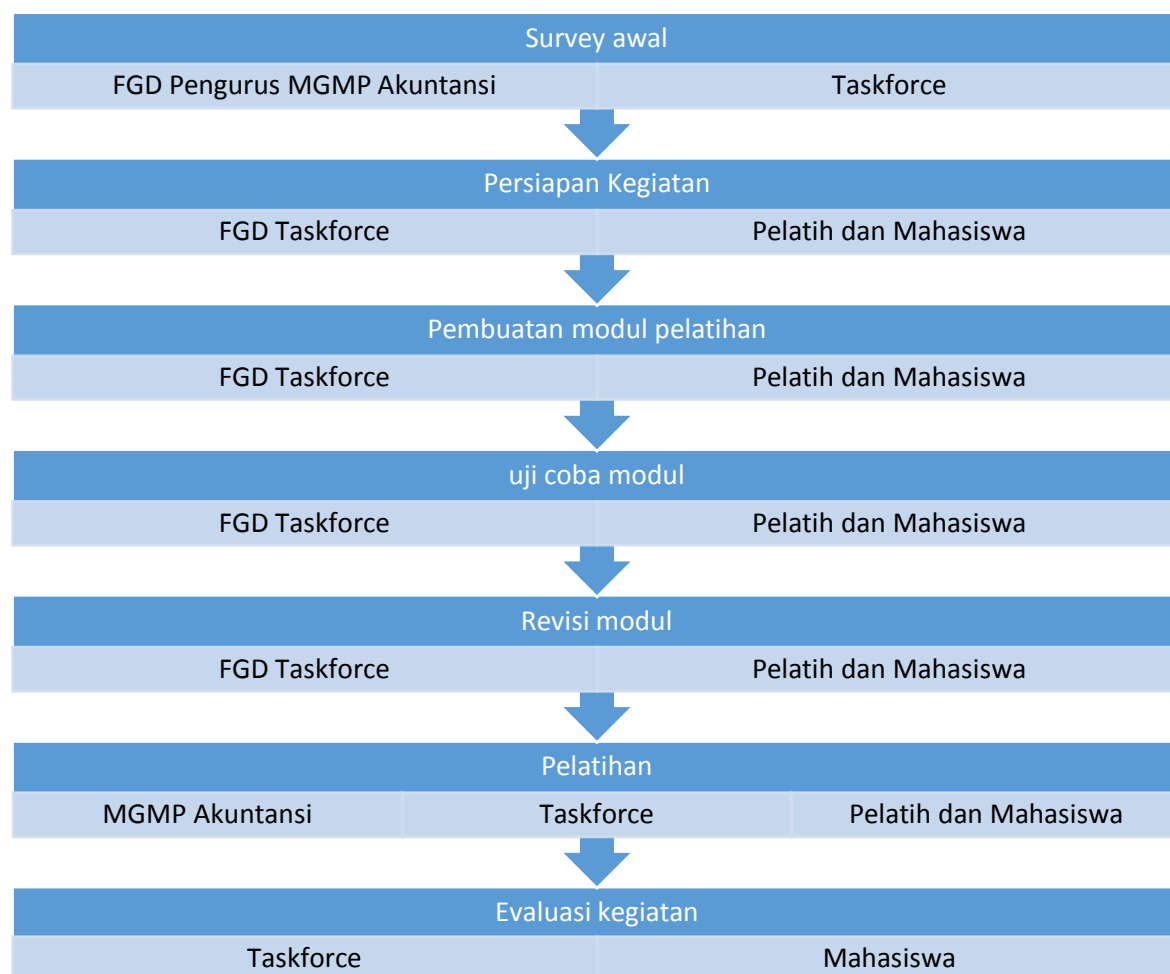 Survey awal
FGD Pengurus MGMP Akuntansi Taskforce
Persiapan Kegiatan
FGD Taskforce Pelatih dan Mahasiswa
Pembuatan modul pelatihan
FGD Taskforce Pelatih dan Mahasiswa
uji coba modul
FGD Taskforce Pelatih dan Mahasiswa
Revisi modul
FGD Taskforce Pelatih dan Mahasiswa
Pelatihan
MGMP Akuntansi Taskforce Pelatih dan Mahasiswa
Evaluasi kegiatan
Taskforce Mahasiswa